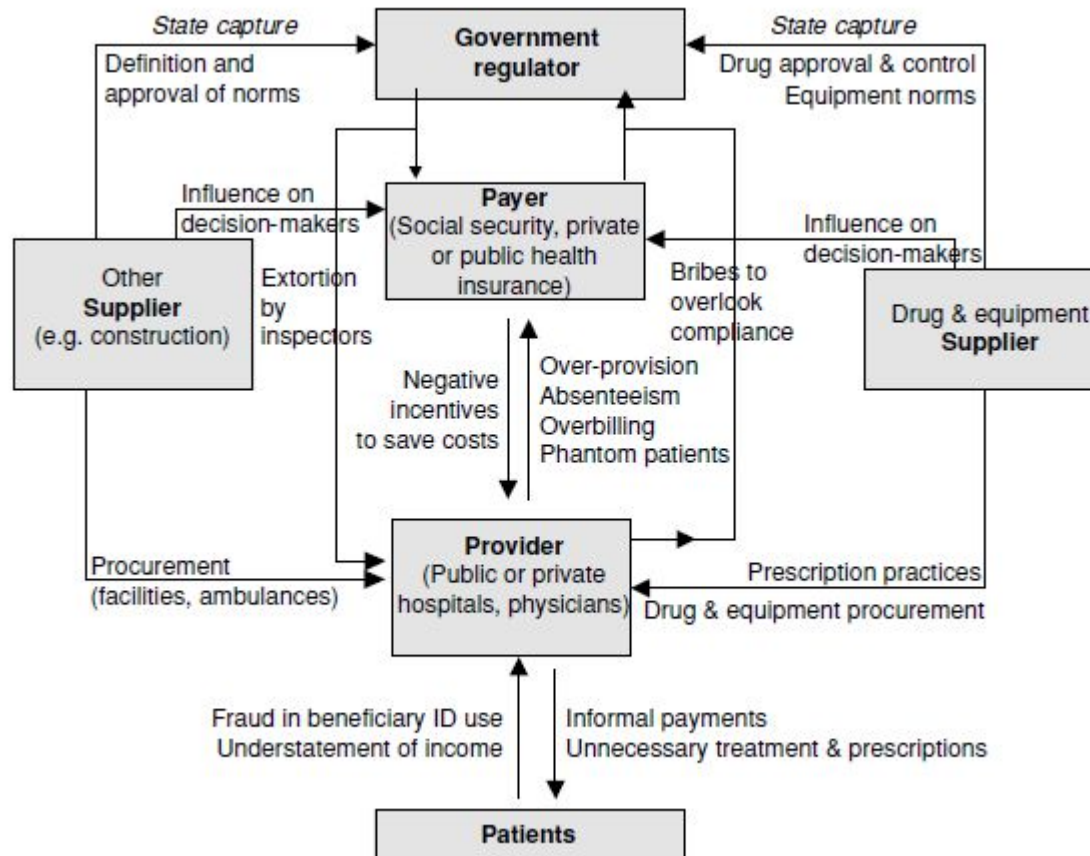 State capture
Definition and
approval of norms
Government
regulator
State capture
Drug approval & control
Equipment norms
Influence on
decision-makers
Payer
(Social security, private
or public health
insurance)
Influence on
decision-makers
Other
Supplier
(e.g. construction)
Extortion
by
inspectors
Bribes to
overlook
compliance
Drug & equipment
Supplier
Negative
incentives
to save costs
Over-provision
Absenteeism
Overbilling
Phantom patients
Procurement
(facilities, ambulances)
Provider
(Public or private
hospitals, physicians)
Prescription practices
Drug & equipment procurement
Fraud in beneficiary ID use
Understatement of income
Informal payments
Unnecessary treatment & prescriptions
Patients